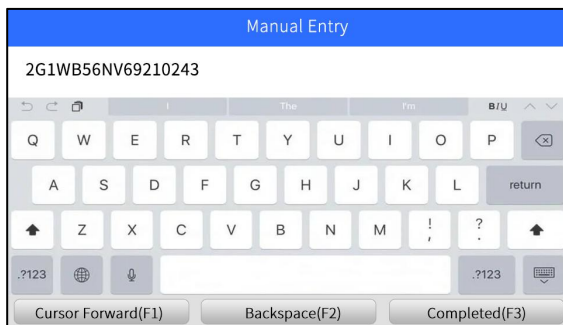 Manual Entry
2G1WB56NV69210243
I The I'm B I U
Q W E R T Y U I O P
A S D F G H J K L return
Z X C V B N M ! , ? .
.?123 .?123
Cursor Forward(F1) Backspace(F2) Completed(F3)